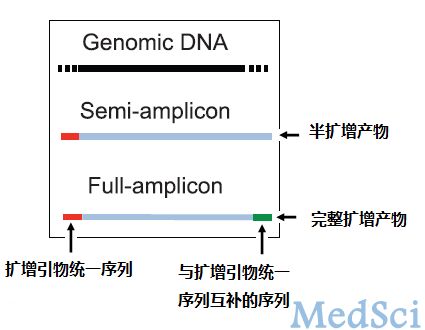 Genomic DNA
Semi-amplicon
半扩增产物
Full-amplicon
完整扩增产物
扩增引物统一序列
与扩增引物统一
序列互补的序列
MedSci